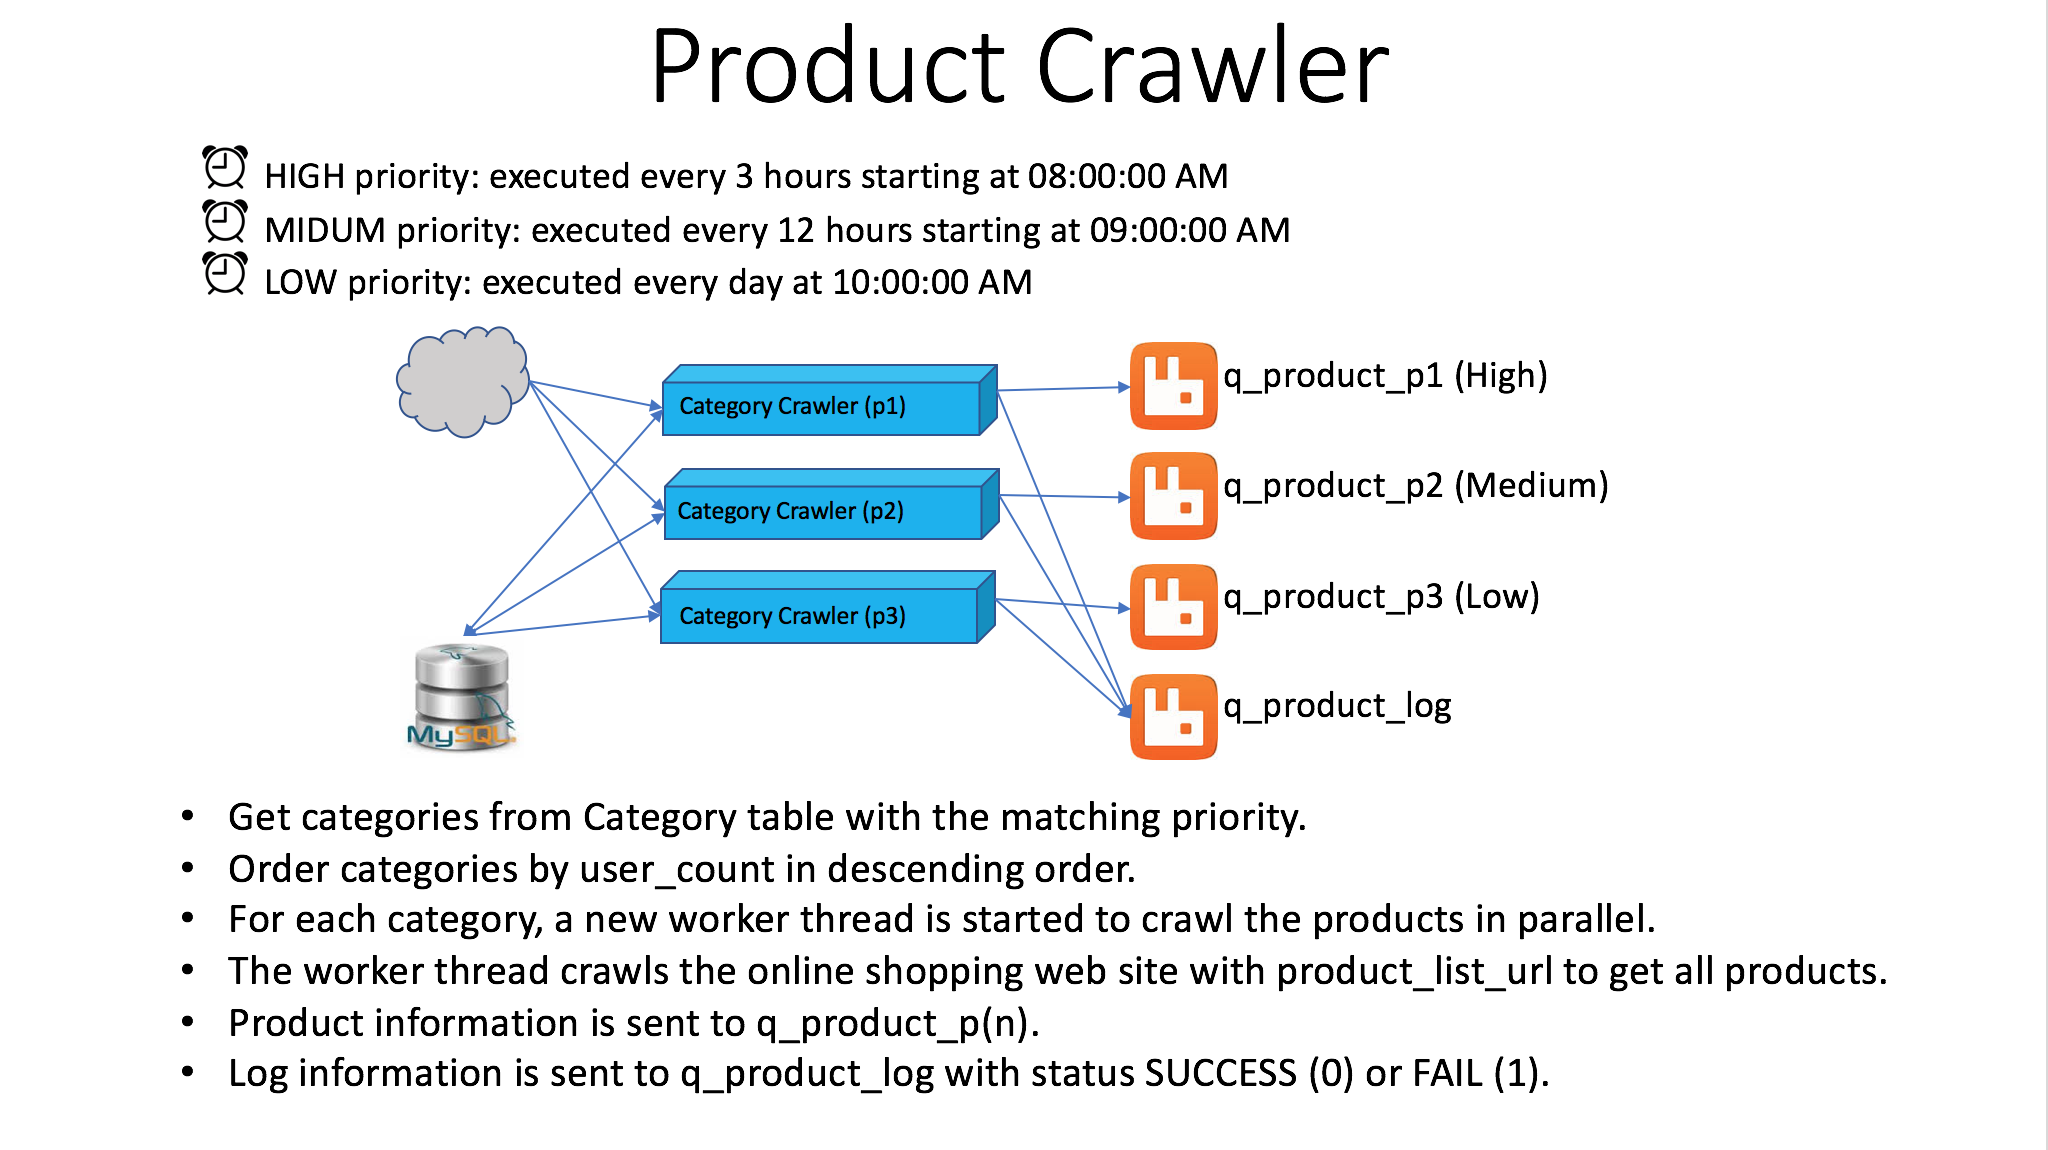 Product Crawler
HIGH priority: executed every 3 hours starting at 08:00:00 AM
MIDUM priority: executed every 12 hours starting at 09:00:00 AM
LOW priority: executed every day at 10:00:00 AM
Category Crawler (p1)
q_product_p1 (High)
Category Crawler (p2)
q_product_p2 (Medium)
Category Crawler (p3)
q_product_p3 (Low)
MySQL
q_product_log
• Get categories from Category table with the matching priority.
• Order categories by user_count in descending order.
• For each category, a new worker thread is started to crawl the products in parallel.
• The worker thread crawls the online shopping web site with product_list_url to get all products.
• Product information is sent to q_product_p(n).
• Log information is sent to q_product_log with status SUCCESS (0) or FAIL (1).